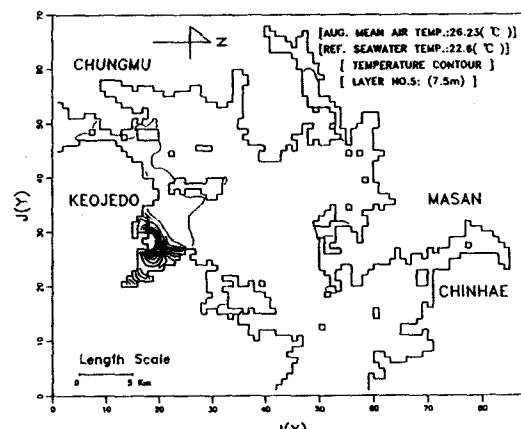 [AUG. MEAN AIR TEMP.:26.23(℃)]
[REF. SEAWATER TEMP.:22.6(℃)]
[ TEMPERATURE CONTOUR ]
[ LAYER NO.5: (7.5m) ]
N
CHUNGMU
KEOJEDO
MASAN
CHINHAE
Length Scale
0 5 Km
J(Y)
0 10 20 30 40 50 60 70
0 10 20 30 40 50 60 70 80
I(Y)